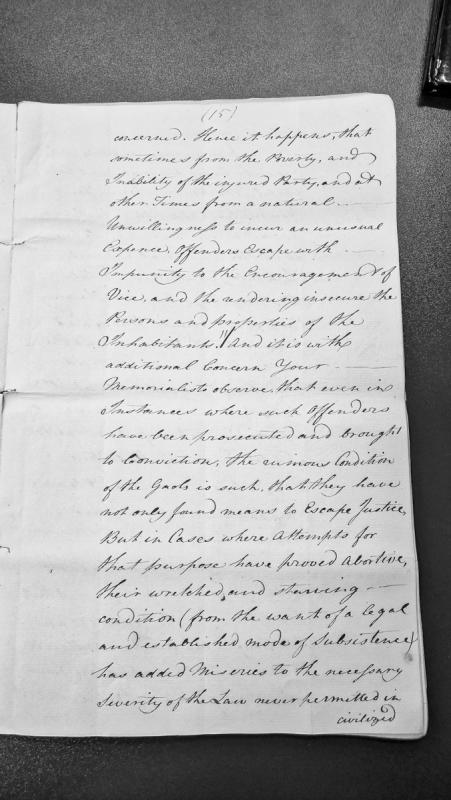 (15)
concerned. Hence it happens, that
sometimes from the Poverty, and
Inability of the injured Party, and at
other Times from a natural
Unwillingness to incur an unusual
Expence, Offenders Escape with
Impunity to the Encouragement of
Vice, and the rendering insecure the
Persons and properties of the
Inhabitants. // And it is with
additional Concern Your
Memorialists observe, that even in
Instances where such Offenders
have been prosecuted and brought
to Conviction, the ruinous Condition
of the Gaols is such, that they have
not only found means to Escape Justice,
But in Cases where Attempts for
that purpose have proved Abortive,
their wretched and starving
condition (from the want of a legal
and established mode of Subsistence)
has added Miseries to the necessary
Severity of the Law never permitted in
civilized